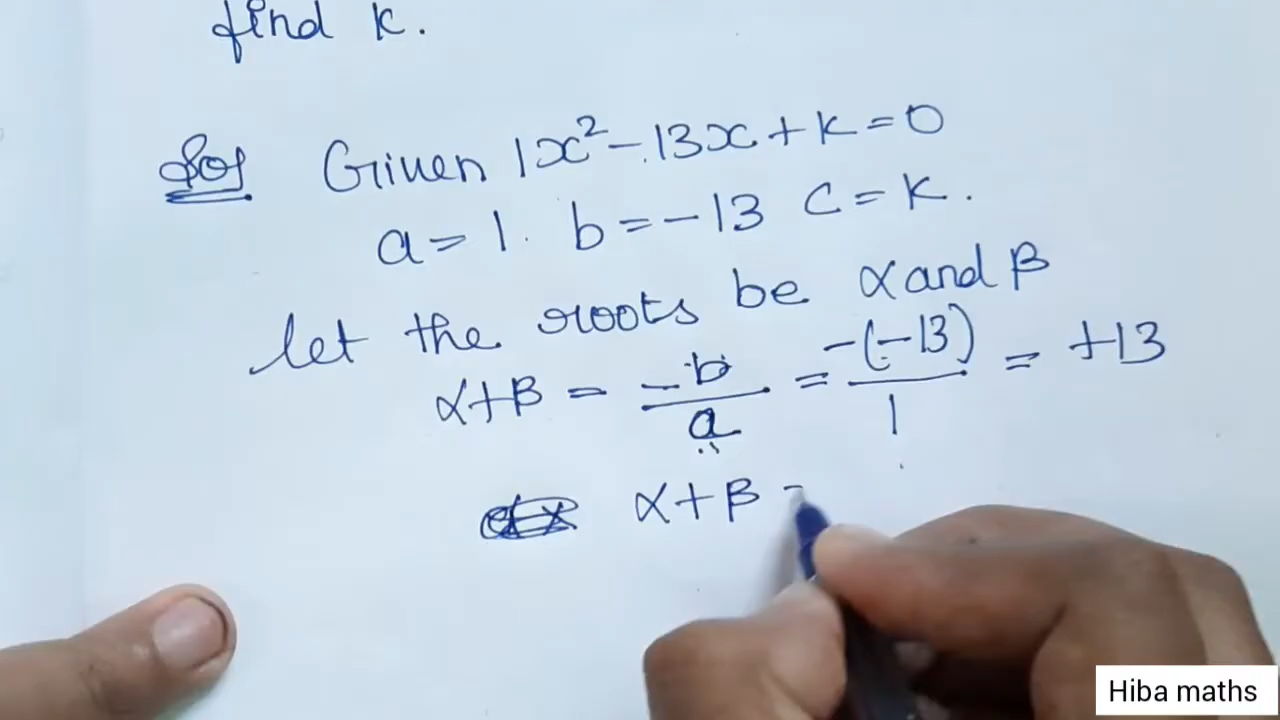 find k.
Sol Given 1x² - 13x + k = 0
a = 1. b = -13 c = k.
let the roots be α and β
α+β = -b/a = -(-13)/1 = +13
α+β =
Hiba maths